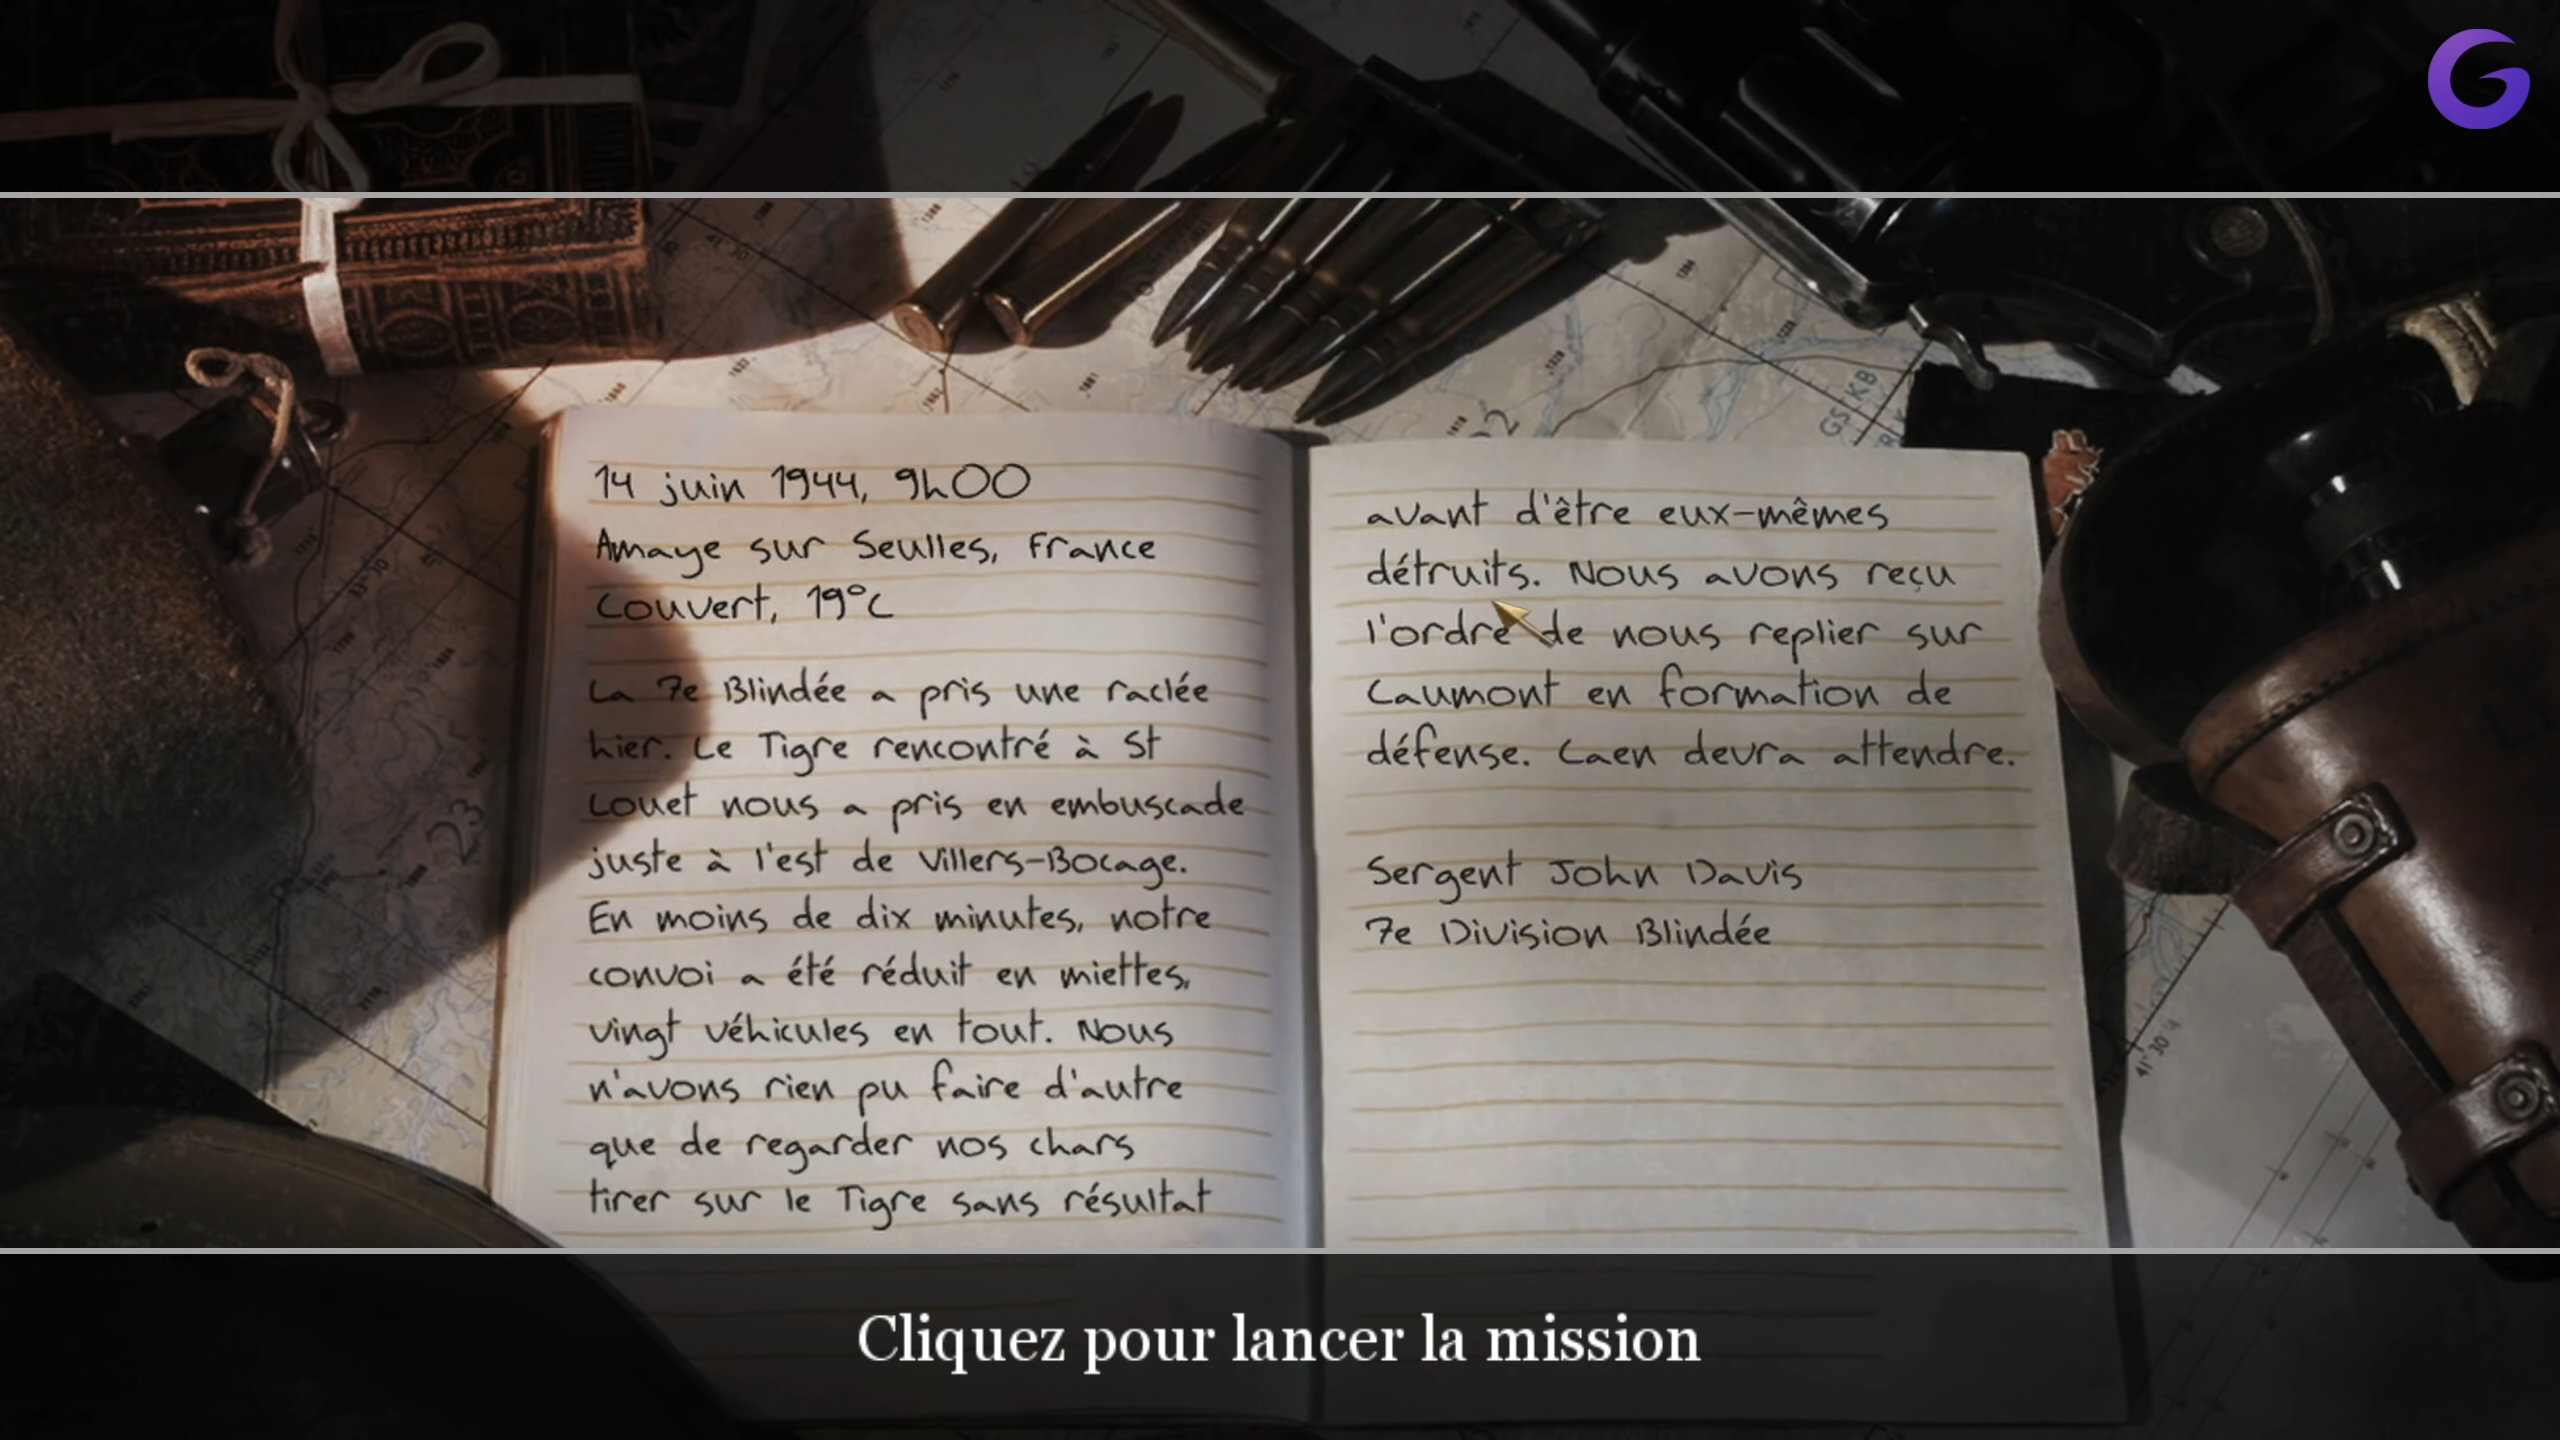 14 juin 1944, 9h00
Amaye sur Seulles, France
Couvert, 19°C
La 7e Blindée a pris une raclée
hier. Le Tigre rencontré à St
Louet nous a pris en embuscade
juste à l'est de Villers-Bocage.
En moins de dix minutes, notre
convoi a été réduit en miettes,
vingt véhicules en tout. Nous
n'avons rien pu faire d'autre
que de regarder nos chars
tirer sur le Tigre sans résultat
avant d'être eux-mêmes
détruits. Nous avons reçu
l'ordre de nous replier sur
Caumont en formation de
défense. Caen devra attendre.
Sergent John Davis
7e Division Blindée
GSGKB
23
41° 30'
Cliquez pour lancer la mission